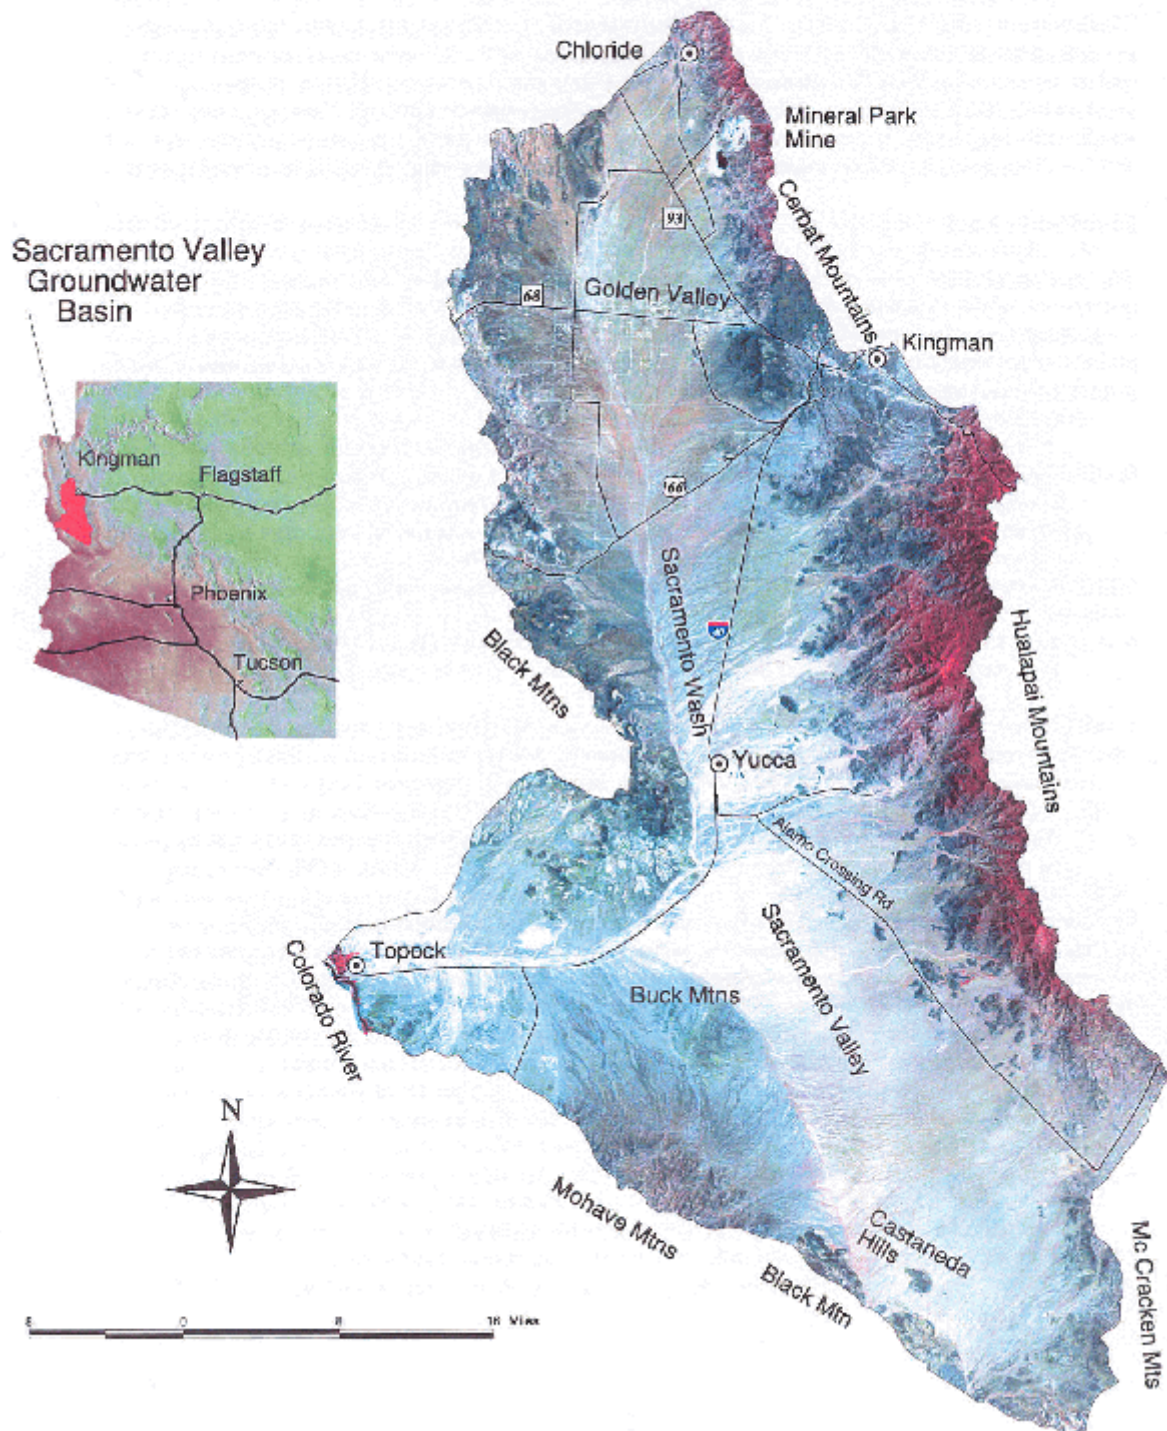 Chloride
Mineral Park
Mine
Cerbat Mountains
93
Sacramento Valley
Groundwater
Basin
68
Golden Valley
Kingman
Kingman
Flagstaff
66
Phoenix
Tucson
Sacramento Wash
Black Mtns
Hualapai Mountains
Yucca
Alamo Crossing Rd
Sacramento Valley
Topock
Colorado River
Buck Mtns
N
Mohave Mtns
Castaneda
Hills
Black Mtn
Mc Cracken Mts
8 0 8 16 Miles